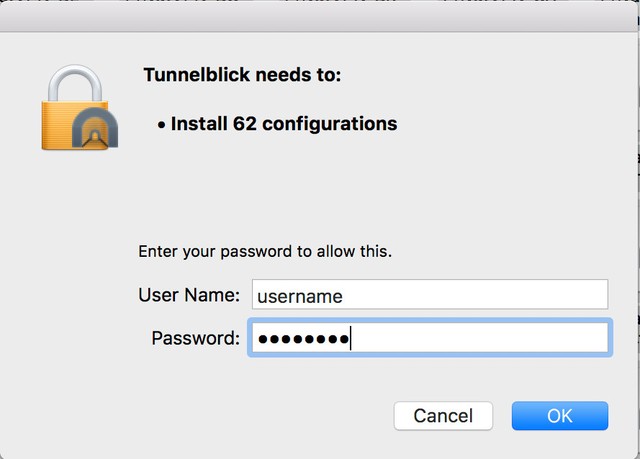 Tunnelblick needs to:
• Install 62 configurations
Enter your password to allow this.
User Name: username
Password: ••••••••
Cancel OK